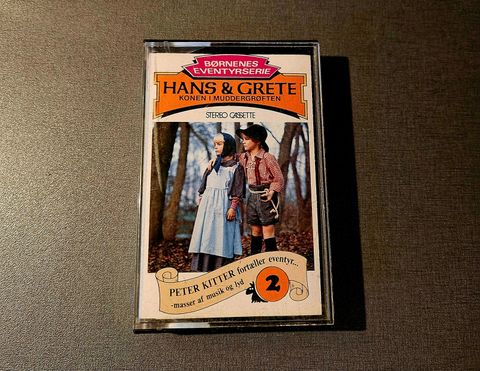 BØRNENES
EVENTYRSERIE
HANS & GRETE
KONEN I MUDDERGRØFTEN
STEREO CASSETTE
PETER KITTER fortæller eventyr...
-masser af musik og lyd
2